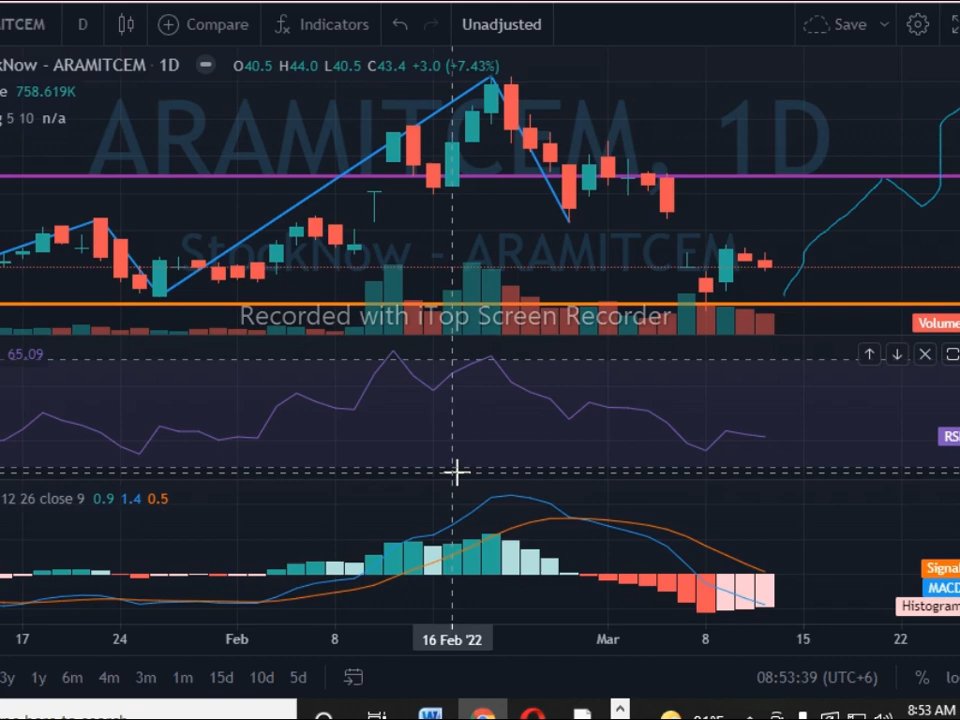 ITCEM D Compare Indicators Unadjusted Save
Now - ARAMITCEM · 1D O40.5 H44.0 L40.5 C43.4 +3.0 (+7.43%)
e 758.619K
5 10 n/a
ARAMITCEM, 1D
StockNow - ARAMITCEM
Recorded with iTop Screen Recorder
Volume
65.09
RSI
12 26 close 9 0.9 1.4 0.5
Signal
MACD
Histogram
17 24 Feb 8 16 Feb '22 Mar 8 15 22
3y 1y 6m 4m 3m 1m 15d 10d 5d 08:53:39 (UTC+6) % lo
8:53 AM